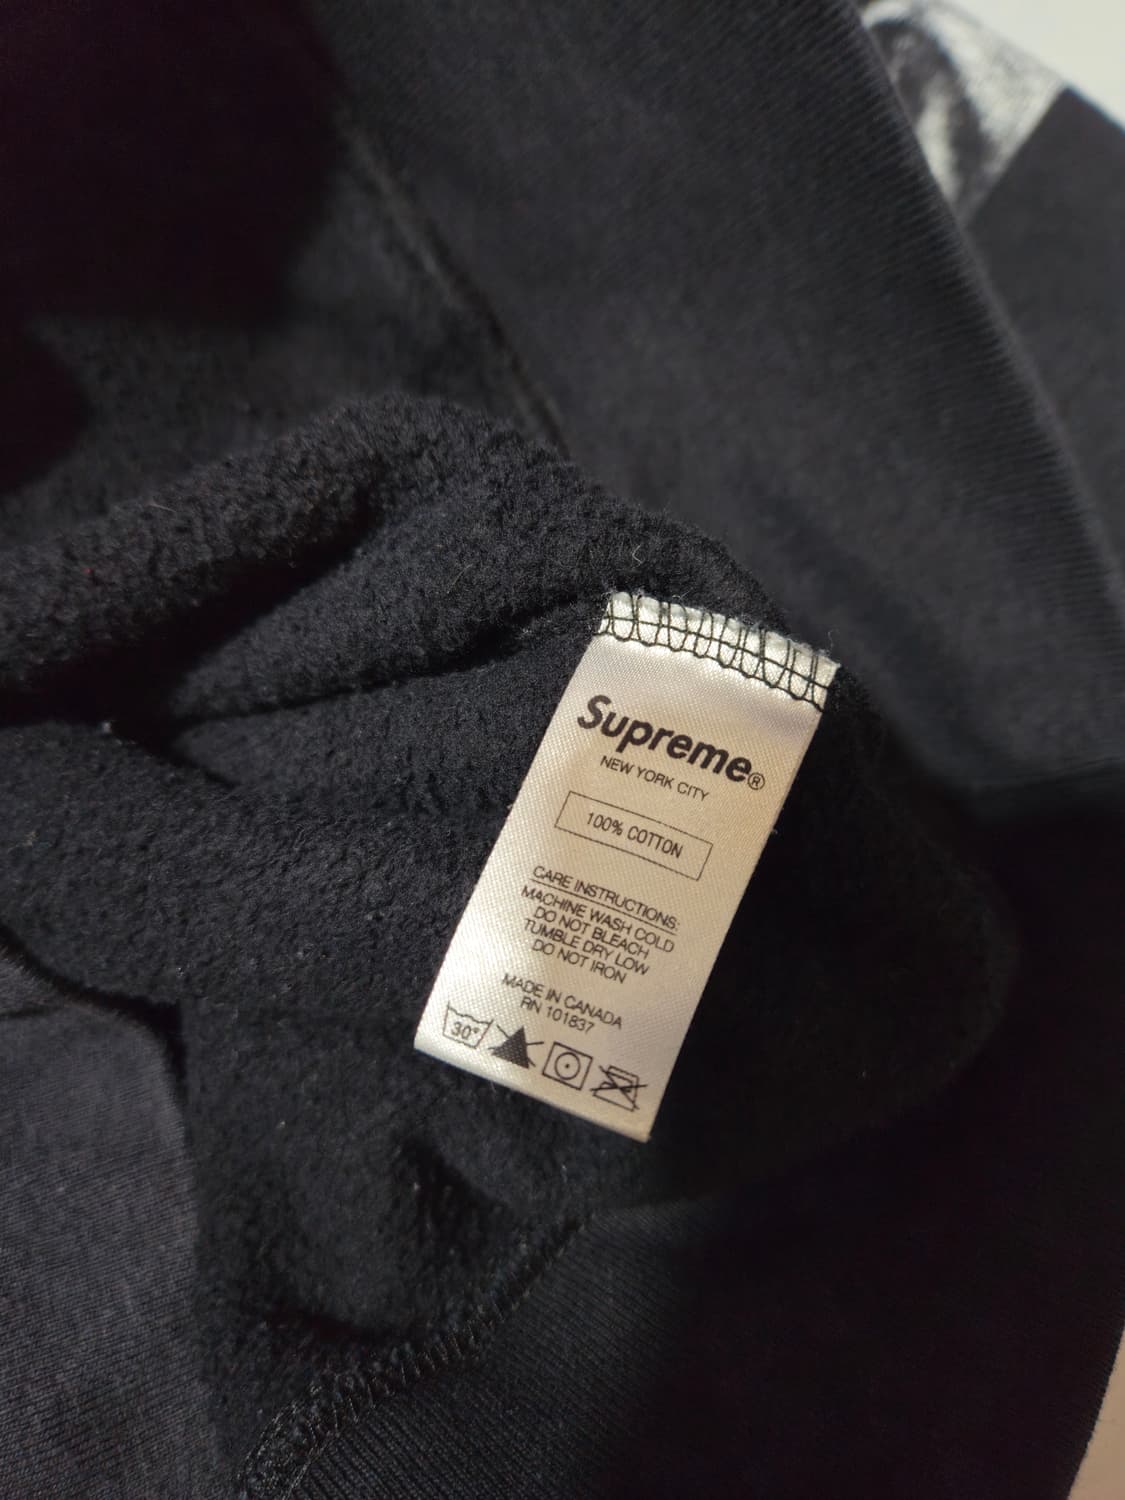 Supreme®
NEW YORK CITY
100% COTTON
CARE INSTRUCTIONS:
MACHINE WASH COLD
DO NOT BLEACH
TUMBLE DRY LOW
DO NOT IRON
MADE IN CANADA
RN 101837
30°